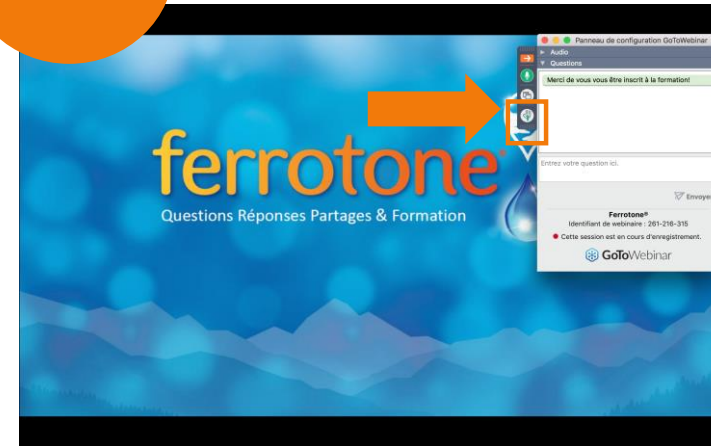 ferrotone®
Questions Réponses Partages & Formation
Panneau de configuration GoToWebinar
Audio
Questions
Merci de vous vous être inscrit à la formation!
Entrez votre question ici.
Envoyer
Ferrotone®
Identifiant de webinaire : 261-216-315
Cette session est en cours d'enregistrement.
GoToWebinar